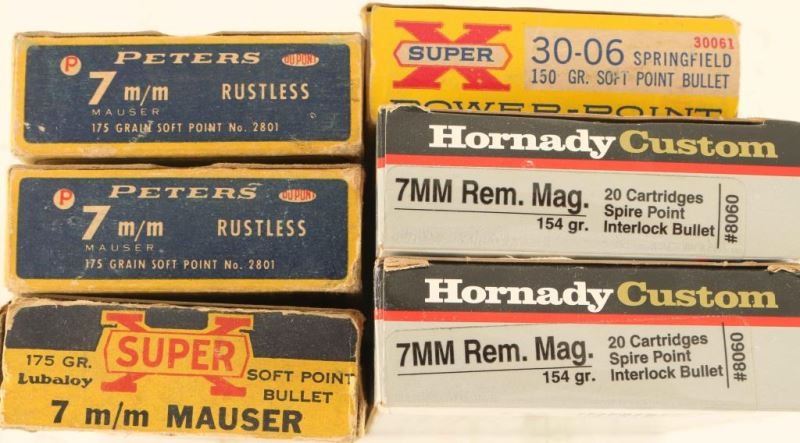 P PETERS DUPONT
7 m/m RUSTLESS
MAUSER
175 GRAIN SOFT POINT No. 2801
P PETERS DUPONT
7 m/m RUSTLESS
MAUSER
175 GRAIN SOFT POINT No. 2801
175 GR. SUPER X
Lubaloy SOFT POINT
BULLET
7 m/m MAUSER
SUPER X 30-06 SPRINGFIELD 30061
150 GR. SOFT POINT BULLET
POWER-POINT
Hornady Custom
7MM Rem. Mag. 20 Cartridges
Spire Point
154 gr. Interlock Bullet
#8060
Hornady Custom
7MM Rem. Mag. 20 Cartridges
Spire Point
154 gr. Interlock Bullet
#8060